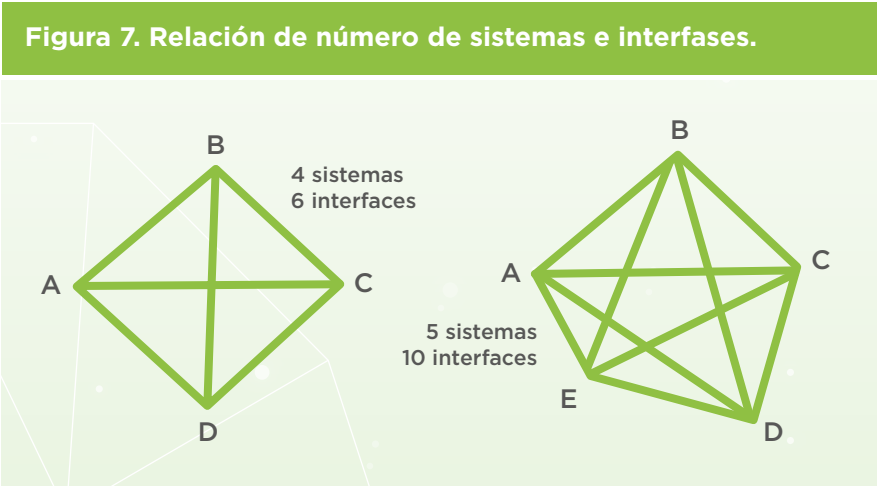 Figura 7. Relación de número de sistemas e interfases.
B
4 sistemas
6 interfaces
A
C
D
B
A
C
5 sistemas
10 interfaces
E
D